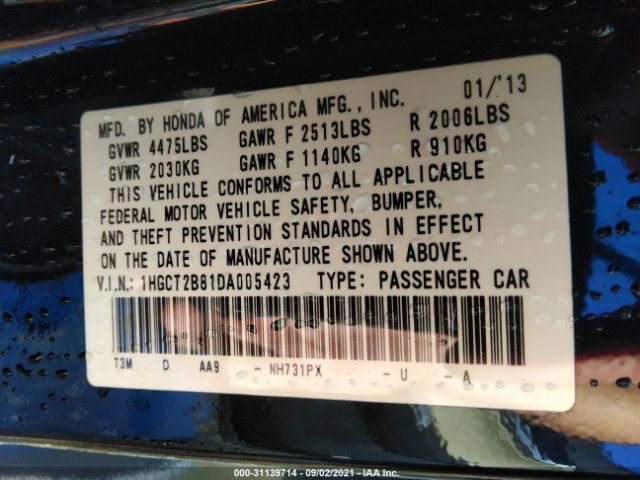 MFD. BY HONDA OF AMERICA MFG., INC. 01/'13
GVWR 4475LBS GAWR F 2513LBS R 2006LBS
GVWR 2030KG GAWR F 1140KG R 910KG
THIS VEHICLE CONFORMS TO ALL APPLICABLE
FEDERAL MOTOR VEHICLE SAFETY, BUMPER,
AND THEFT PREVENTION STANDARDS IN EFFECT
ON THE DATE OF MANUFACTURE SHOWN ABOVE.
V.I.N.: 1HGCT2B81DA005423 TYPE: PASSENGER CAR
T3M D AA9 - NH731PX - U - A
000-31139714 - 09/02/2021 - IAA Inc.